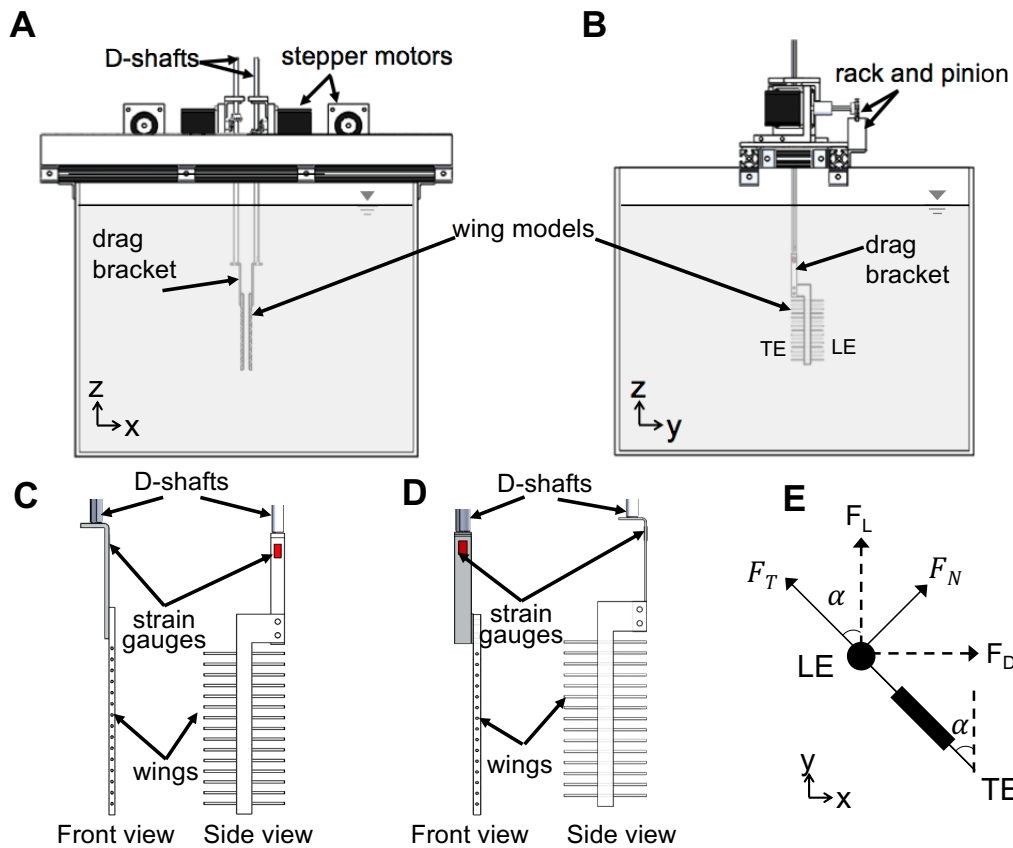 A
D-shafts
stepper motors
drag
bracket
wing models
z
x
B
rack and pinion
drag
bracket
TE
LE
z
y
C
D-shafts
strain
gauges
wings
Front view
Side view
D
D-shafts
strain
gauges
wings
Front view
Side view
E
F_L
F_T
F_N
α
LE
F_D
α
y
x
TE